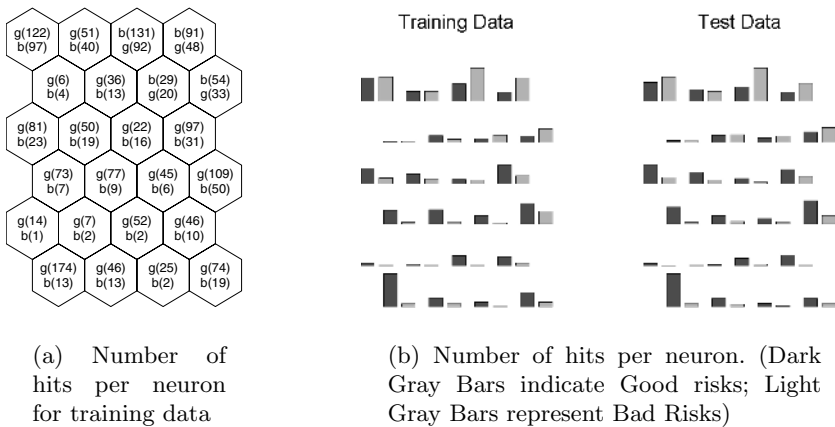 g(122) g(51) b(131) b(91)
b(97) b(40) g(92) g(48)
g(6) g(36) b(29) b(54)
b(4) b(13) g(20) g(33)
g(81) g(50) g(22) g(97)
b(23) b(19) b(16) b(31)
g(73) g(77) g(45) g(109)
b(7) b(9) b(6) b(50)
g(14) g(7) g(52) g(46)
b(1) b(2) b(2) b(10)
g(174) g(46) g(25) g(74)
b(13) b(13) b(2) b(19)
(a) Number of
hits per neuron
for training data
Training Data Test Data
(b) Number of hits per neuron. (Dark
Gray Bars indicate Good risks; Light
Gray Bars represent Bad Risks)